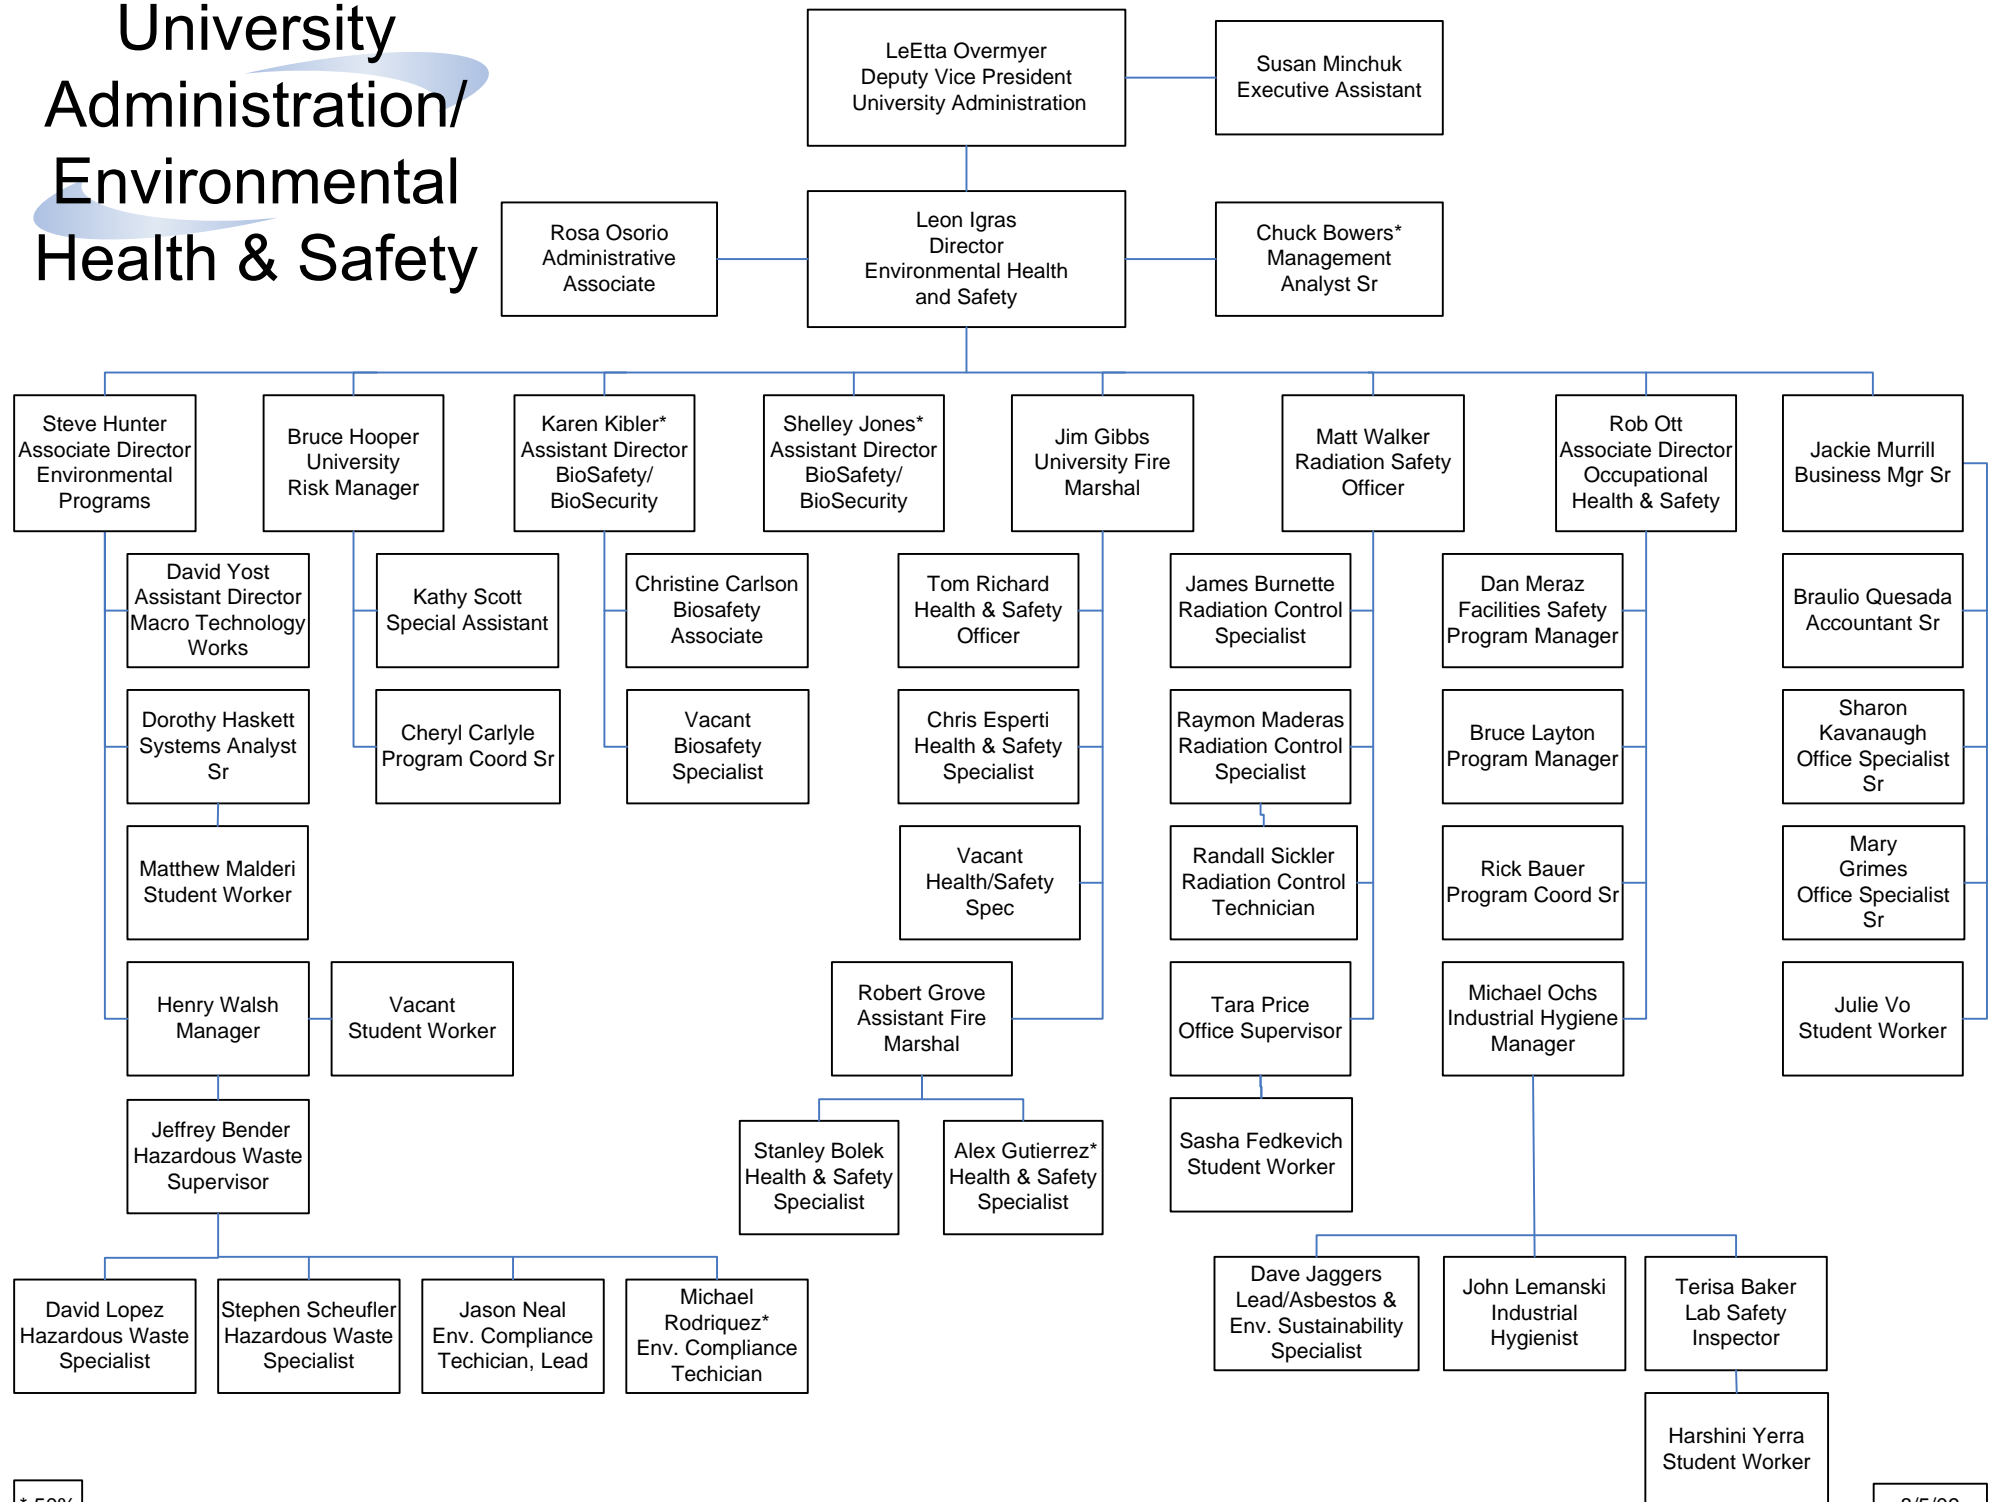 University
Administration/
Environmental
Health & Safety
LeEtta Overmyer
Deputy Vice President
University Administration
Susan Minchuk
Executive Assistant
Rosa Osorio
Administrative
Associate
Leon Igras
Director
Environmental Health
and Safety
Chuck Bowers*
Management
Analyst Sr
Steve Hunter
Associate Director
Environmental
Programs
Bruce Hooper
University
Risk Manager
Karen Kibler*
Assistant Director
BioSafety/
BioSecurity
Shelley Jones*
Assistant Director
BioSafety/
BioSecurity
Jim Gibbs
University Fire
Marshal
Matt Walker
Radiation Safety
Officer
Rob Ott
Associate Director
Occupational
Health & Safety
Jackie Murrill
Business Mgr Sr
David Yost
Assistant Director
Macro Technology
Works
Kathy Scott
Special Assistant
Christine Carlson
Biosafety
Associate
Tom Richard
Health & Safety
Officer
James Burnette
Radiation Control
Specialist
Dan Meraz
Facilities Safety
Program Manager
Braulio Quesada
Accountant Sr
Dorothy Haskett
Systems Analyst
Sr
Cheryl Carlyle
Program Coord Sr
Vacant
Biosafety
Specialist
Chris Esperti
Health & Safety
Specialist
Raymon Maderas
Radiation Control
Specialist
Bruce Layton
Program Manager
Sharon
Kavanaugh
Office Specialist
Sr
Matthew Malderi
Student Worker
Vacant
Health/Safety
Spec
Randall Sickler
Radiation Control
Technician
Rick Bauer
Program Coord Sr
Mary
Grimes
Office Specialist
Sr
Henry Walsh
Manager
Vacant
Student Worker
Robert Grove
Assistant Fire
Marshal
Tara Price
Office Supervisor
Michael Ochs
Industrial Hygiene
Manager
Julie Vo
Student Worker
Jeffrey Bender
Hazardous Waste
Supervisor
Stanley Bolek
Health & Safety
Specialist
Alex Gutierrez*
Health & Safety
Specialist
Sasha Fedkevich
Student Worker
David Lopez
Hazardous Waste
Specialist
Stephen Scheufler
Hazardous Waste
Specialist
Jason Neal
Env. Compliance
Techician, Lead
Michael
Rodriquez*
Env. Compliance
Techician
Dave Jaggers
Lead/Asbestos &
Env. Sustainability
Specialist
John Lemanski
Industrial
Hygienist
Terisa Baker
Lab Safety
Inspector
Harshini Yerra
Student Worker
* 50%